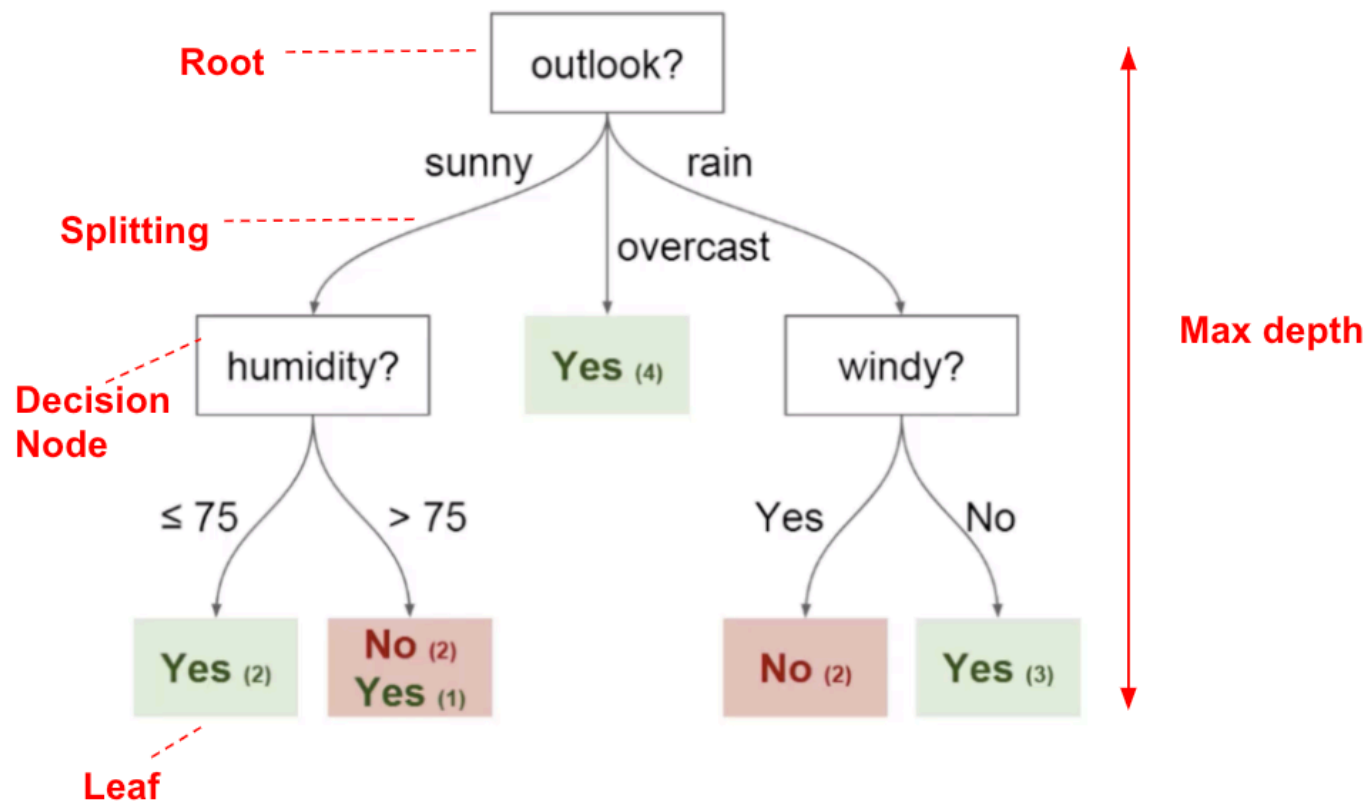 Root
outlook?
sunny
rain
Splitting
overcast
Max depth
humidity?
Yes (4)
windy?
Decision
Node
≤ 75
> 75
Yes
No
Yes (2)
No (2)
Yes (1)
No (2)
Yes (3)
Leaf